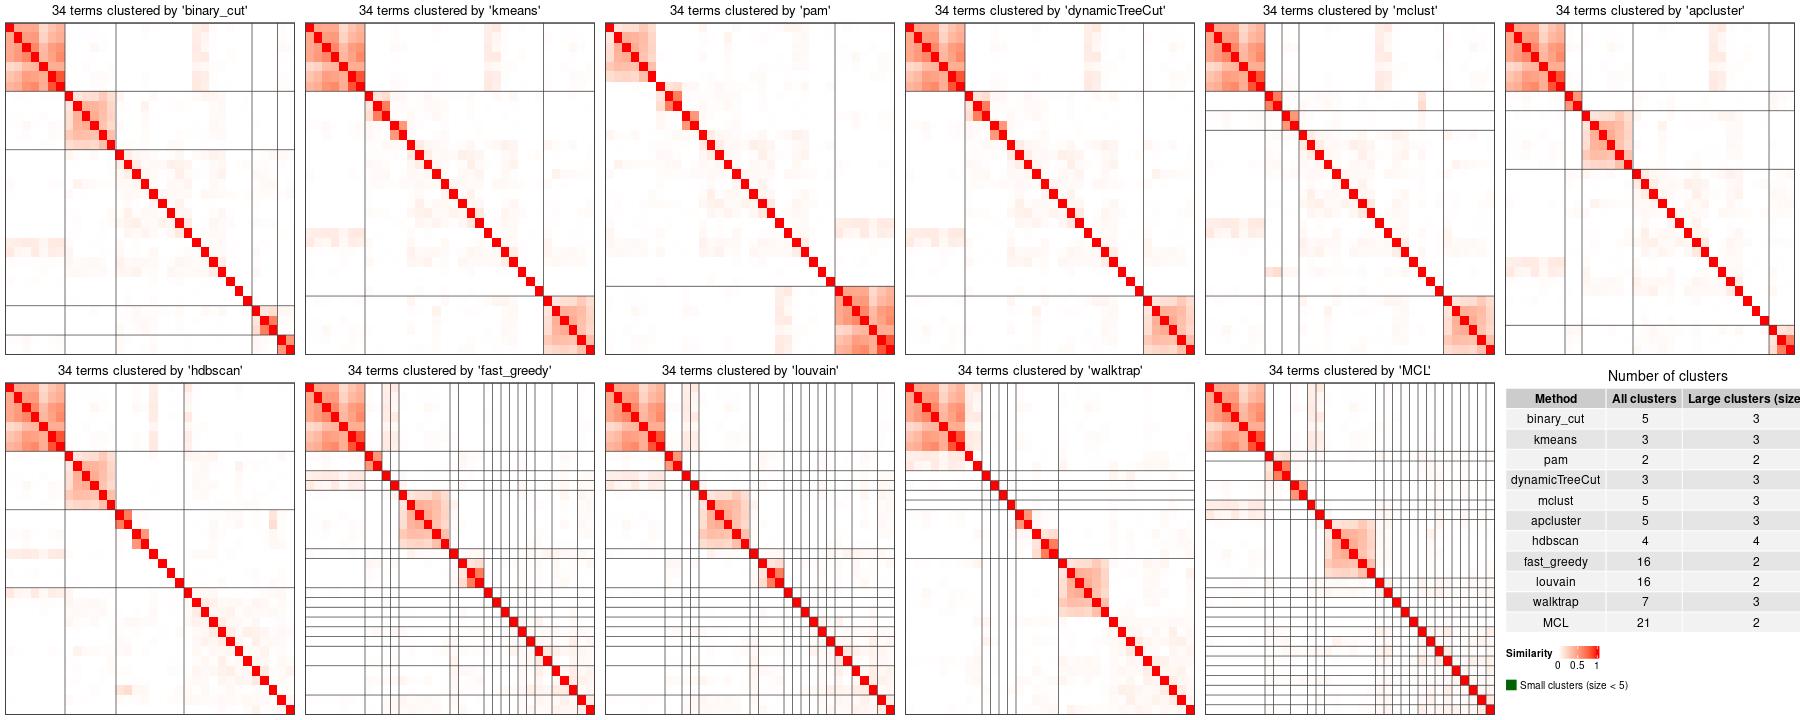 34 terms clustered by 'binary_cut'
34 terms clustered by 'kmeans'
34 terms clustered by 'pam'
34 terms clustered by 'dynamicTreeCut'
34 terms clustered by 'mclust'
34 terms clustered by 'apcluster'
34 terms clustered by 'hdbscan'
34 terms clustered by 'fast_greedy'
34 terms clustered by 'louvain'
34 terms clustered by 'walktrap'
34 terms clustered by 'MCL'
Number of clusters
Method All clusters Large clusters (size
binary_cut 5 3
kmeans 3 3
pam 2 2
dynamicTreeCut 3 3
mclust 5 3
apcluster 5 3
hdbscan 4 4
fast_greedy 16 2
louvain 16 2
walktrap 7 3
MCL 21 2
Similarity
0 0.5 1
Small clusters (size < 5)